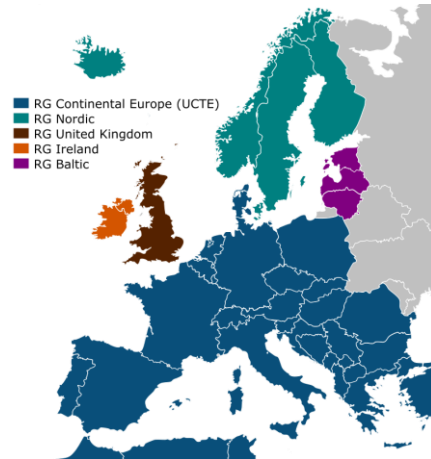 RG Continental Europe (UCTE)
RG Nordic
RG United Kingdom
RG Ireland
RG Baltic